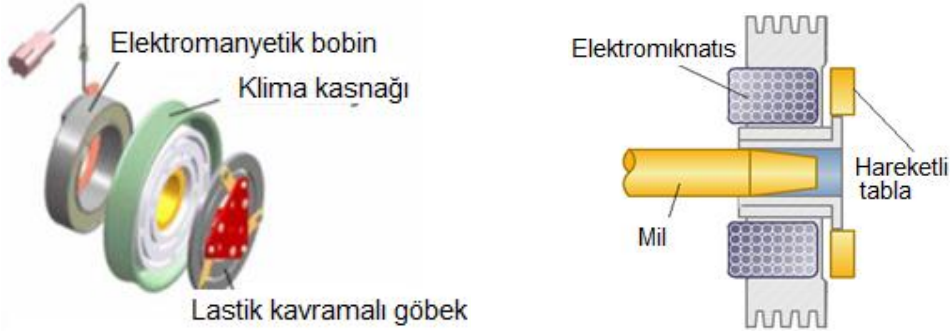 Elektromanyetik bobin
Klima kasnağı
Lastik kavramalı göbek
Elektromıknatıs
Hareketli
tabla
Mil